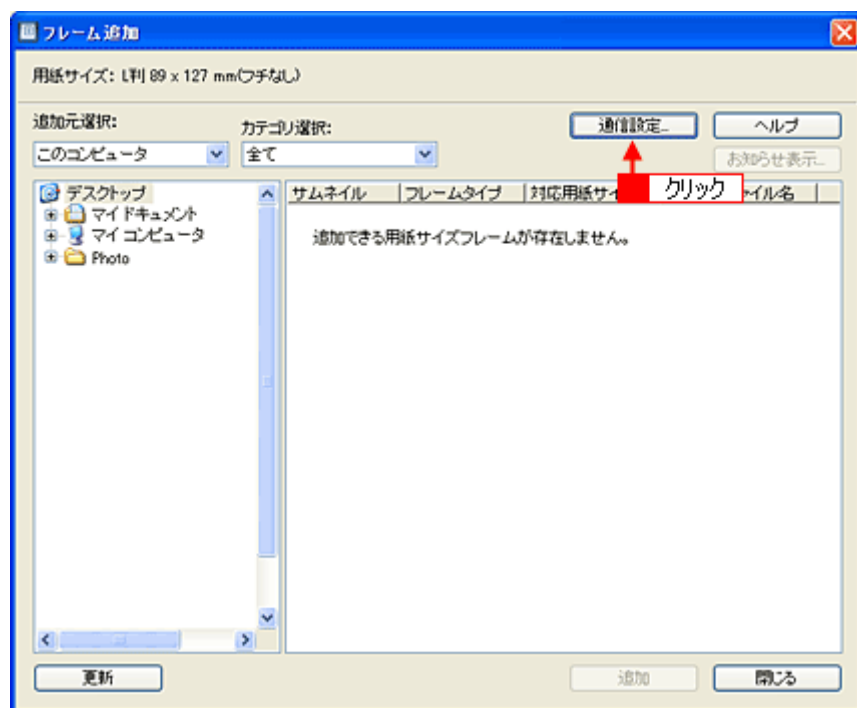 フレーム追加
用紙サイズ: L判 89 x 127 mm(フチなし)
追加元選択:
カテゴリ選択:
通信設定...
ヘルプ
このコンピュータ
全て
お知らせ表示...
クリック
デスクトップ
マイ ドキュメント
マイ コンピュータ
Photo
サムネイル
フレームタイプ
対応用紙サイ
イル名
追加できる用紙サイズフレームが存在しません。
更新
追加
閉じる